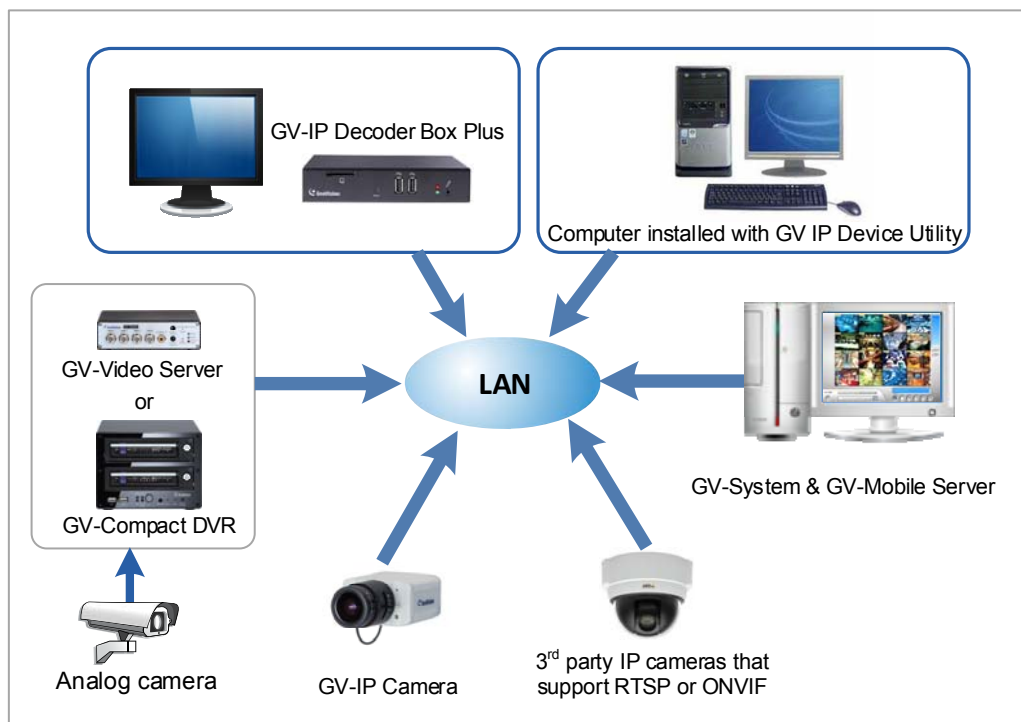 GV-IP Decoder Box Plus
GeoVision
Computer installed with GV IP Device Utility
GV-Video Server
or
GV-Compact DVR
LAN
GV-System & GV-Mobile Server
Analog camera
GV-IP Camera
3rd party IP cameras that
support RTSP or ONVIF